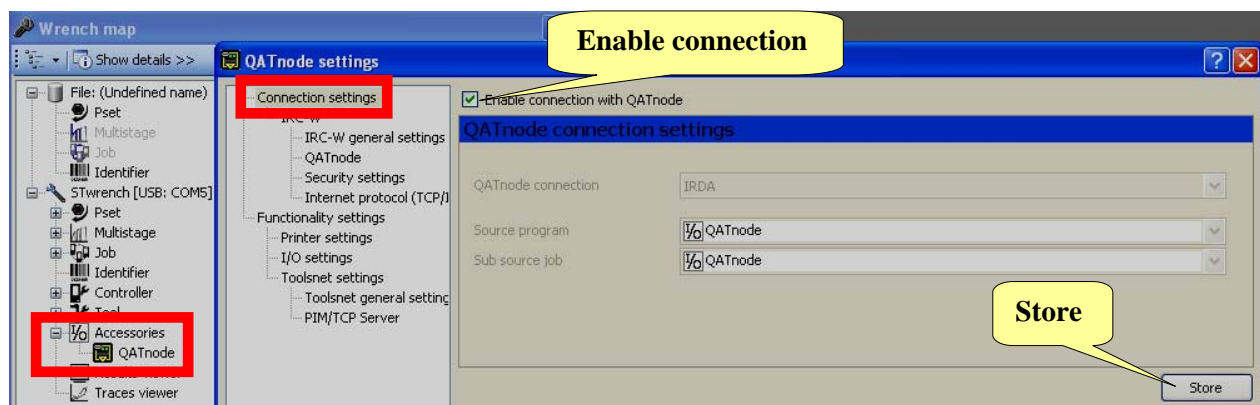 Wrench map
Enable connection
Show details >>
QATnode settings
File: (Undefined name)
Pset
Multistage
Job
Identifier
STwrench [USB: COM5]
Pset
Multistage
Job
Identifier
Controller
Tool
Accessories
QATnode
Traces viewer
Connection settings
IRC-W
IRC-W general settings
QATnode
Security settings
Internet protocol (TCP/I
Functionality settings
Printer settings
I/O settings
Toolsnet settings
Toolsnet general setting
PIM/TCP Server
Enable connection with QATnode
QATnode connection settings
QATnode connection IRDA
Source program I/O QATnode
Sub source job I/O QATnode
Store
Store